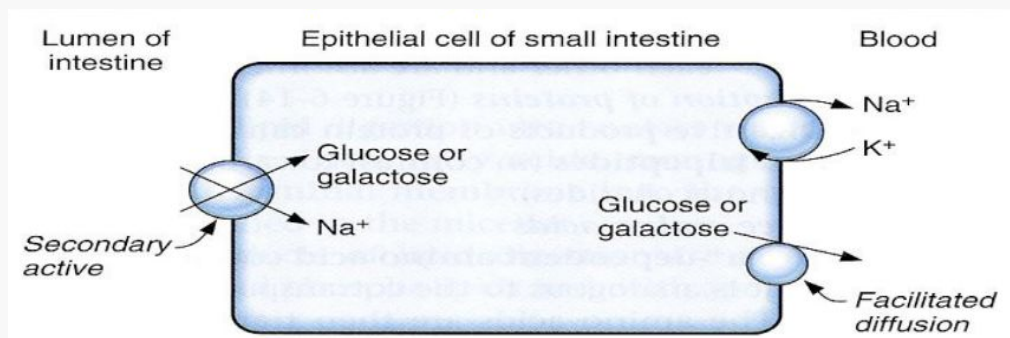 Lumen of
intestine
Epithelial cell of small intestine
Blood
Na⁺
K⁺
Glucose or
galactose
Na⁺
Secondary
active
Glucose or
galactose
Facilitated
diffusion